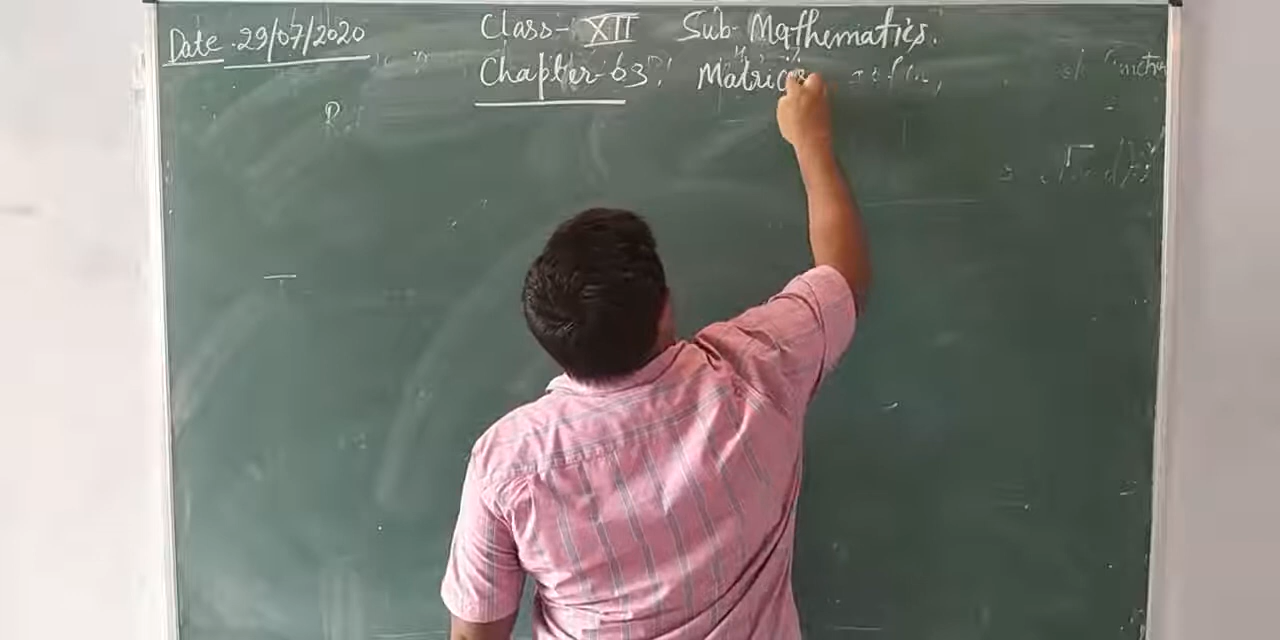 Date. 29/07/2020
Class- XII Sub- Mathematics.
Chapter-03: Matrices